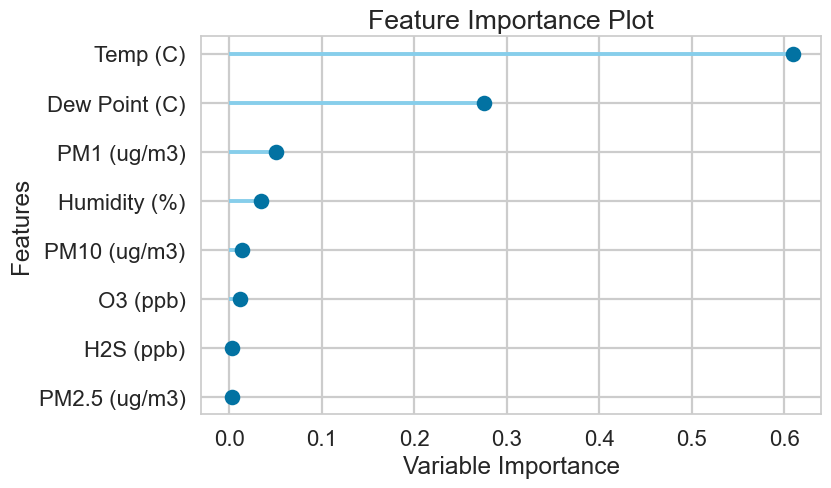 Feature Importance Plot
Temp (C)
Dew Point (C)
PM1 (ug/m3)
Humidity (%)
PM10 (ug/m3)
O3 (ppb)
H2S (ppb)
PM2.5 (ug/m3)
Features
0.0 0.1 0.2 0.3 0.4 0.5 0.6
Variable Importance